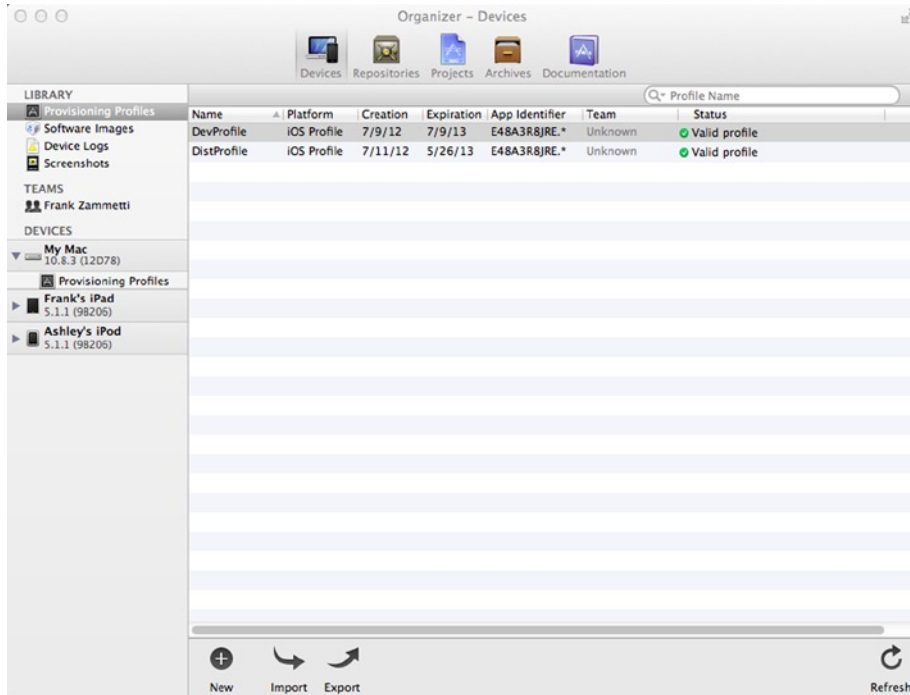 Organizer – Devices
Devices Repositories Projects Archives Documentation
LIBRARY
Provisioning Profiles
Software Images
Device Logs
Screenshots
TEAMS
Frank Zammetti
DEVICES
My Mac
10.8.3 (12D78)
Provisioning Profiles
Frank's iPad
5.1.1 (9B206)
Ashley's iPod
5.1.1 (9B206)
Profile Name
Name Platform Creation Expiration App Identifier Team Status
DevProfile iOS Profile 7/9/12 7/9/13 E48A3R8JRE.* Unknown Valid profile
DistProfile iOS Profile 7/11/12 5/26/13 E48A3R8JRE.* Unknown Valid profile
New Import Export Refresh